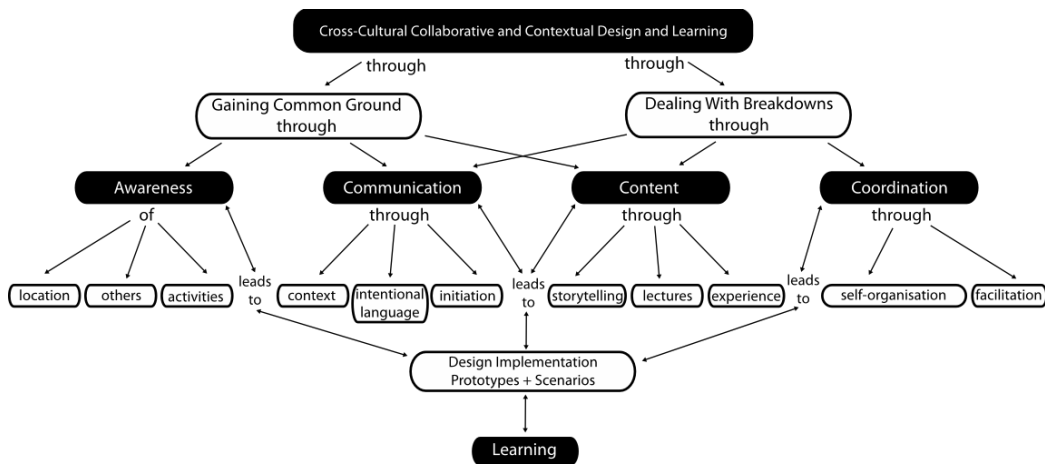 Cross-Cultural Collaborative and Contextual Design and Learning
through
through
Gaining Common Ground
through
Dealing With Breakdowns
through
Awareness
of
Communication
through
Content
through
Coordination
through
location
others
activities
leads
to
context
intentional
language
initiation
leads
to
storytelling
lectures
experience
leads
to
self-organisation
facilitation
Design Implementation
Prototypes + Scenarios
Learning